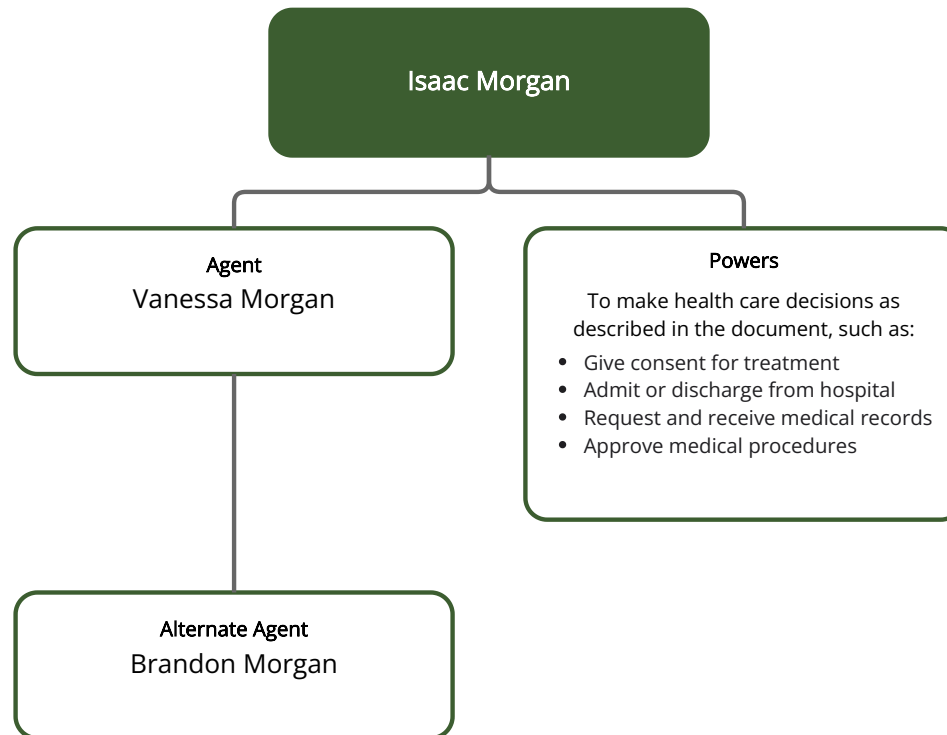 Isaac Morgan
Agent
Vanessa Morgan
Powers
To make health care decisions as
described in the document, such as:
• Give consent for treatment
• Admit or discharge from hospital
• Request and receive medical records
• Approve medical procedures
Alternate Agent
Brandon Morgan